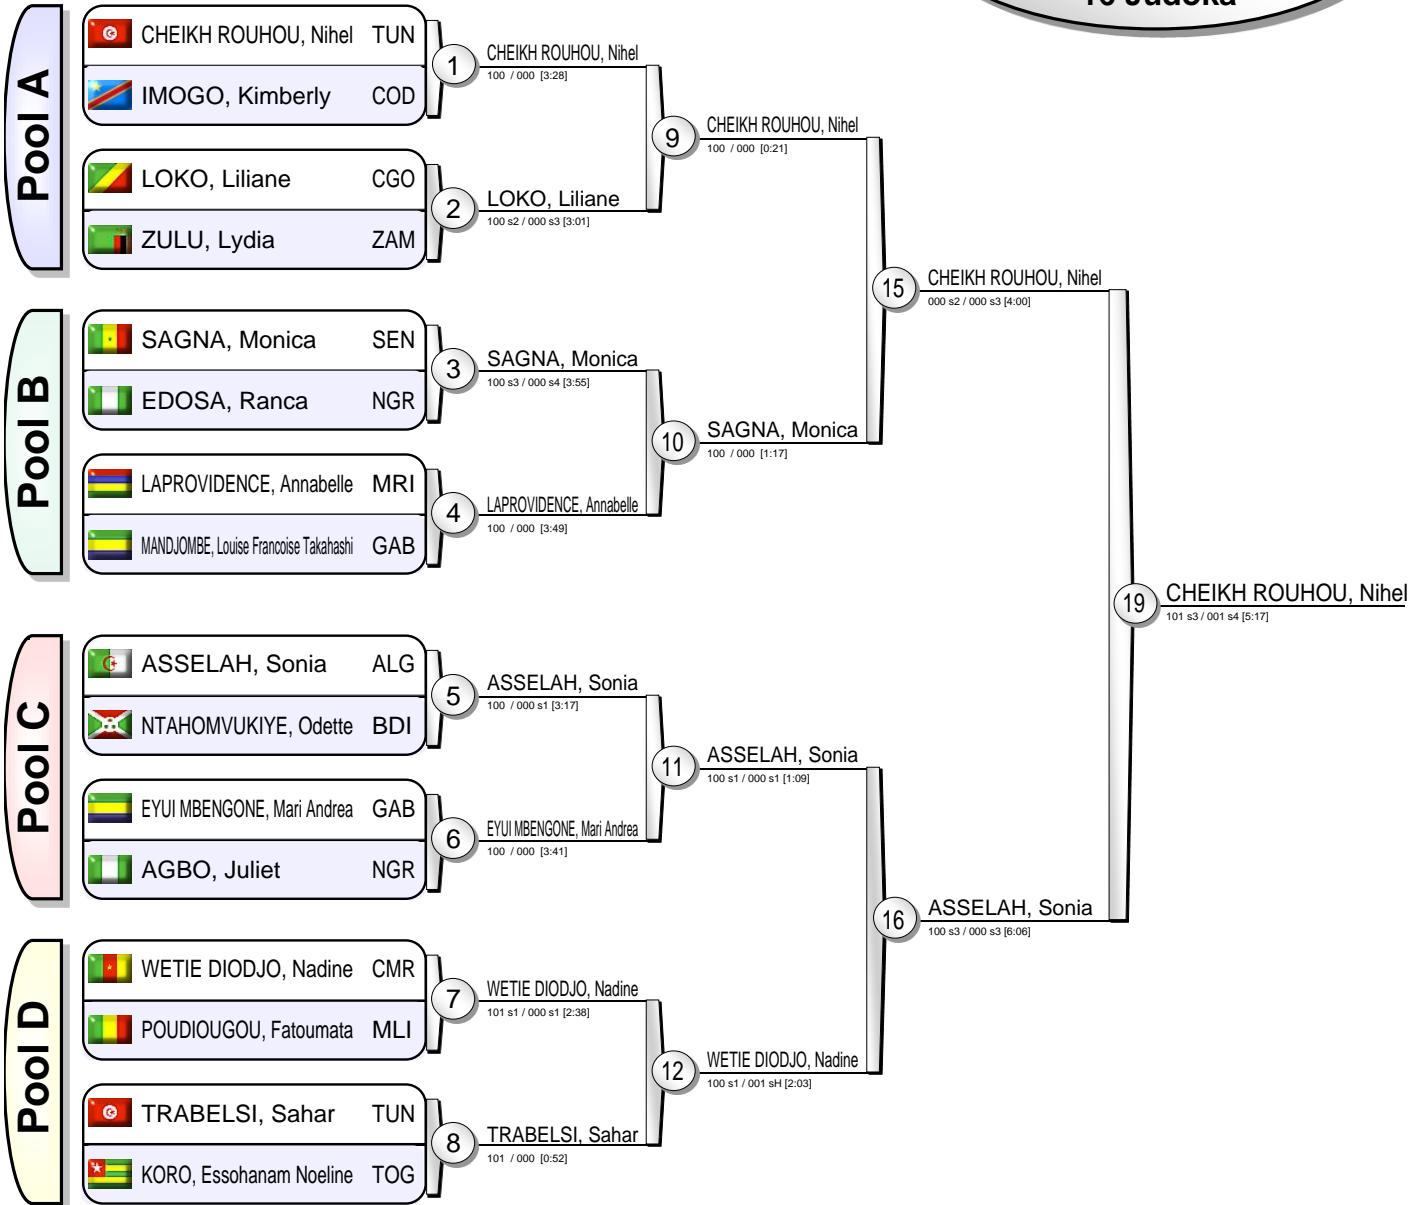 16 Judoka
Pool A
CHEIKH ROUHOU, Nihel TUN
IMOGO, Kimberly COD
LOKO, Liliane CGO
ZULU, Lydia ZAM
1
CHEIKH ROUHOU, Nihel
100 / 000 [3:28]
2
LOKO, Liliane
100 s2 / 000 s3 [3:01]
9
CHEIKH ROUHOU, Nihel
100 / 000 [0:21]
Pool B
SAGNA, Monica SEN
EDOSA, Ranca NGR
LAPROVIDENCE, Annabelle MRI
MANDJOMBE, Louise Francoise Takahashi GAB
3
SAGNA, Monica
100 s3 / 000 s4 [3:55]
4
LAPROVIDENCE, Annabelle
100 / 000 [3:49]
10
SAGNA, Monica
100 / 000 [1:17]
15
CHEIKH ROUHOU, Nihel
000 s2 / 000 s3 [4:00]
Pool C
ASSELAH, Sonia ALG
NTAHOMVUKIYE, Odette BDI
EYUI MBENGONE, Mari Andrea GAB
AGBO, Juliet NGR
5
ASSELAH, Sonia
100 / 000 s1 [3:17]
6
EYUI MBENGONE, Mari Andrea
100 / 000 [3:41]
11
ASSELAH, Sonia
100 s1 / 000 s1 [1:09]
Pool D
WETIE DIODJO, Nadine CMR
POUDIOUGOU, Fatoumata MLI
TRABELSI, Sahar TUN
KORO, Essohanam Noeline TOG
7
WETIE DIODJO, Nadine
101 s1 / 000 s1 [2:38]
8
TRABELSI, Sahar
101 / 000 [0:52]
12
WETIE DIODJO, Nadine
100 s1 / 001 sH [2:03]
16
ASSELAH, Sonia
100 s3 / 000 s3 [6:06]
19
CHEIKH ROUHOU, Nihel
101 s3 / 001 s4 [5:17]